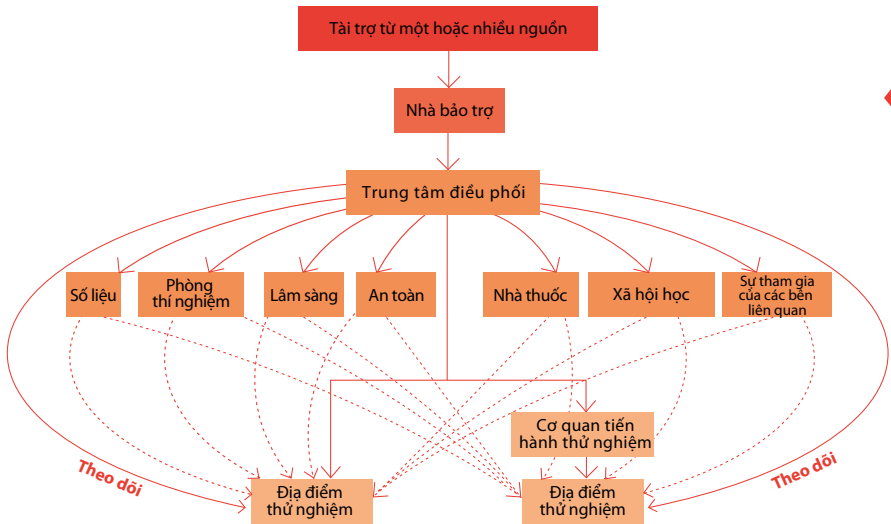 Tài trợ từ một hoặc nhiều nguồn
Nhà bảo trợ
Trung tâm điều phối
Số liệu
Phòng
thí nghiệm
Lâm sàng
An toàn
Nhà thuốc
Xã hội học
Sự tham gia
của các bên
liên quan
Cơ quan tiến
hành thử nghiệm
Theo dõi
Địa điểm
thử nghiệm
Địa điểm
thử nghiệm
Theo dõi